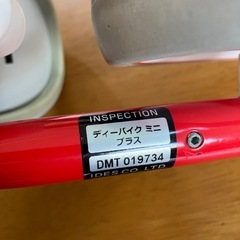 INSPECTION
ディーバイク ミニ
プラス
DMT 019734
IDES CO.,LTD.